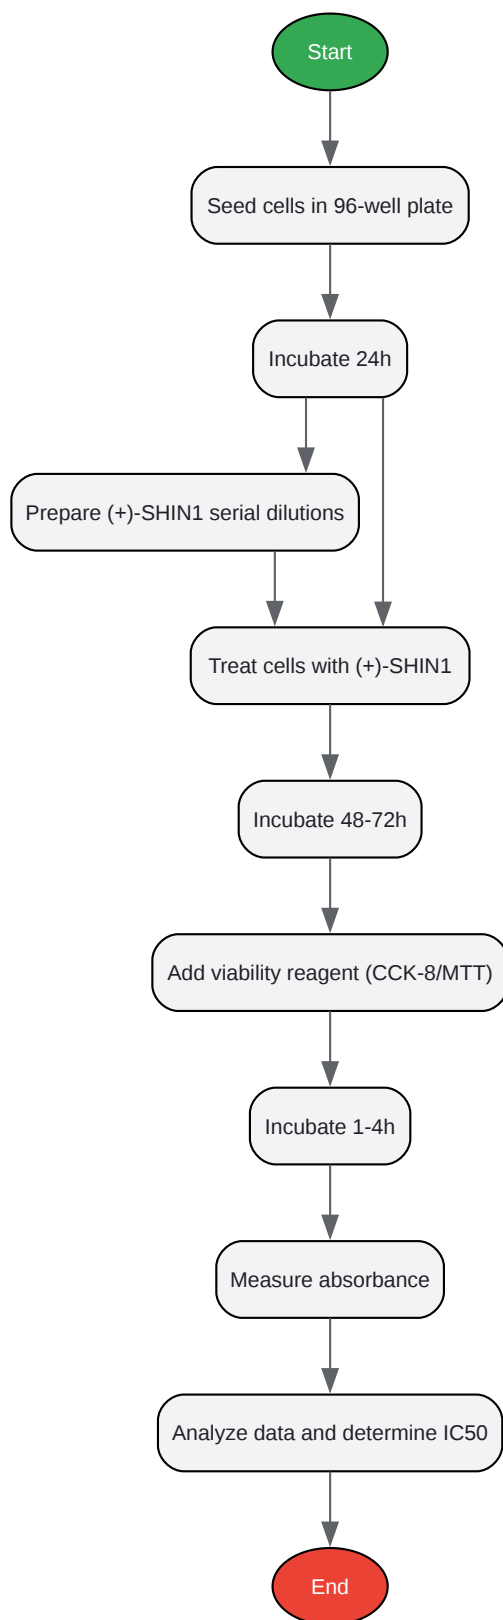 Start
Seed cells in 96-well plate
Incubate 24h
Prepare (+)-SHIN1 serial dilutions
Treat cells with (+)-SHIN1
Incubate 48-72h
Add viability reagent (CCK-8/MTT)
Incubate 1-4h
Measure absorbance
Analyze data and determine IC50
End